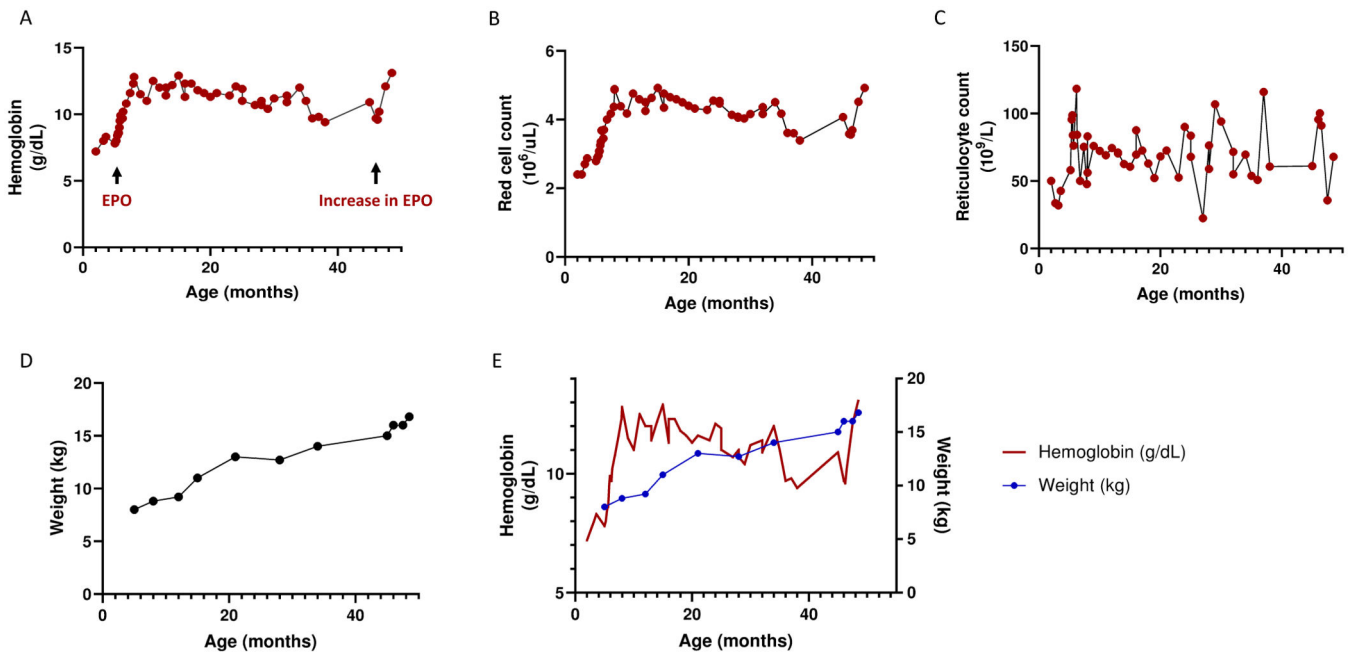 A
Hemoglobin
(g/dL)
15
10
5
0
0
20
40
Age (months)
EPO
Increase in EPO
B
Red cell count
(10⁶/uL)
6
4
2
0
0
20
40
Age (months)
C
Reticulocyte count
(10⁹/L)
150
100
50
0
0
20
40
Age (months)
D
Weight (kg)
20
15
10
5
0
0
20
40
Age (months)
E
Hemoglobin
(g/dL)
10
5
0
20
40
Age (months)
20
15
10
5
0
Weight (kg)
Hemoglobin (g/dL)
Weight (kg)